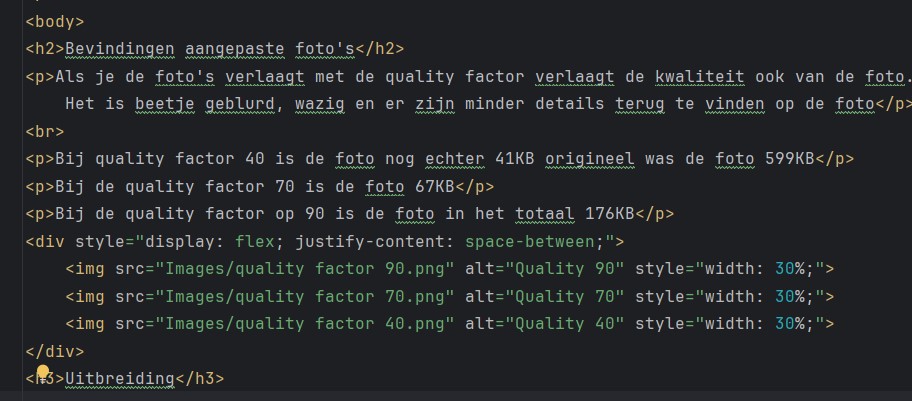 <body>
<h2>Bevindingen aangepaste foto's</h2>
<p>Als je de foto's verlaagt met de quality factor verlaagt de kwaliteit ook van de foto.
Het is beetje geblurd, wazig en er zijn minder details terug te vinden op de foto</p>
<br>
<p>Bij quality factor 40 is de foto nog echter 41KB origineel was de foto 599KB</p>
<p>Bij de quality factor 70 is de foto 67KB</p>
<p>Bij de quality factor op 90 is de foto in het totaal 176KB</p>
<div style="display: flex; justify-content: space-between;">
<img src="Images/quality factor 90.png" alt="Quality 90" style="width: 30%;">
<img src="Images/quality factor 70.png" alt="Quality 70" style="width: 30%;">
<img src="Images/quality factor 40.png" alt="Quality 40" style="width: 30%;">
</div>
<h3>Uitbreiding</h3>